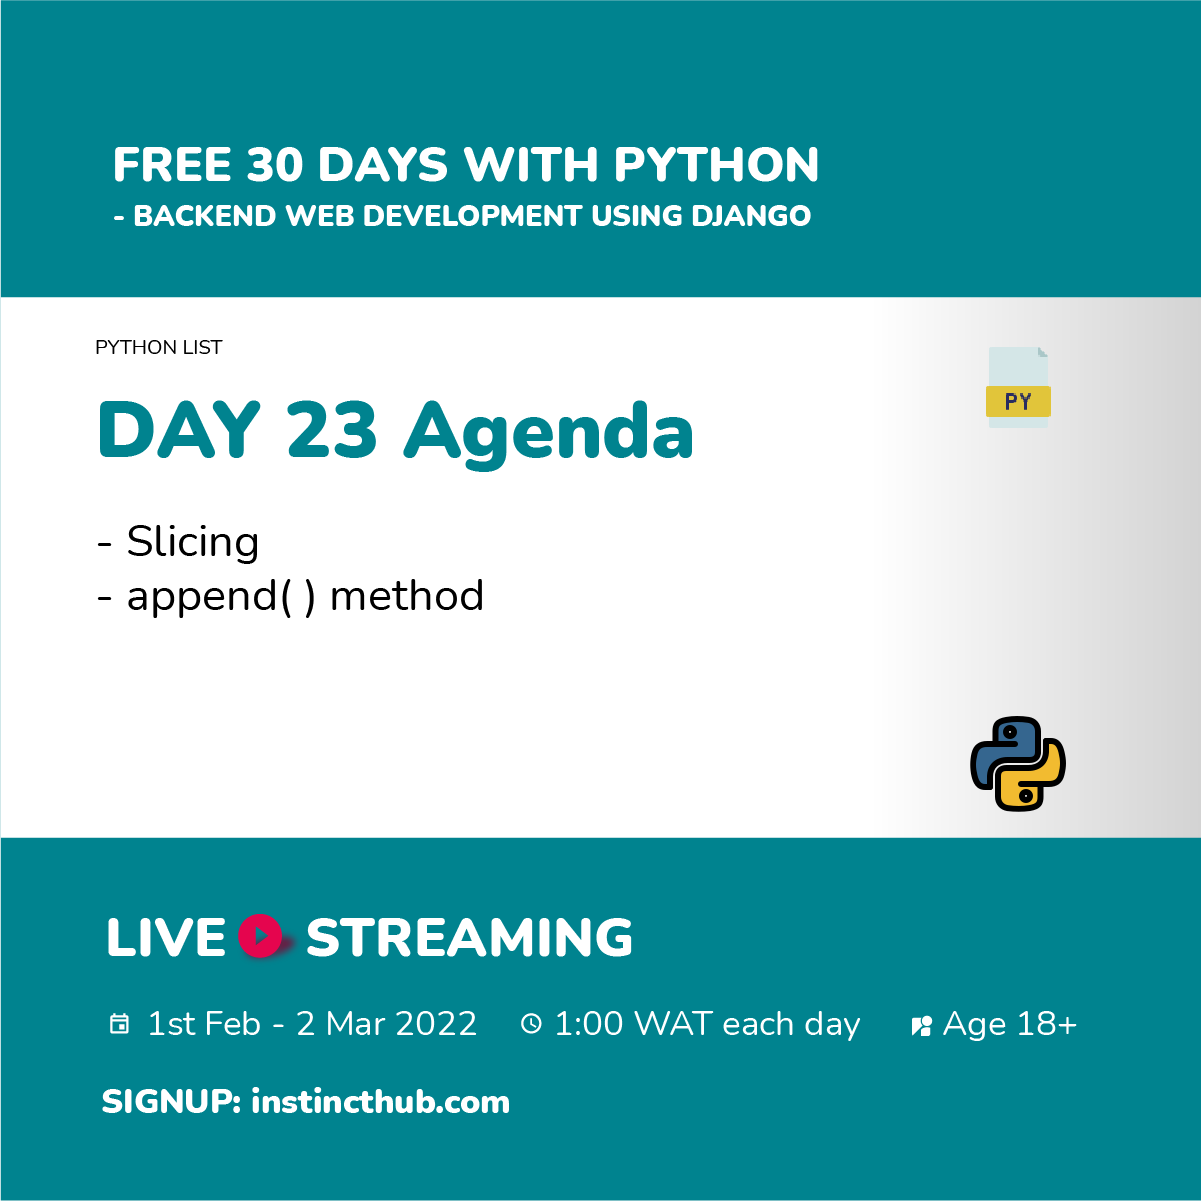 FREE 30 DAYS WITH PYTHON
- BACKEND WEB DEVELOPMENT USING DJANGO
PYTHON LIST
PY
DAY 23 Agenda
- Slicing
- append( ) method
LIVE STREAMING
1st Feb - 2 Mar 2022 1:00 WAT each day Age 18+
SIGNUP: instincthub.com